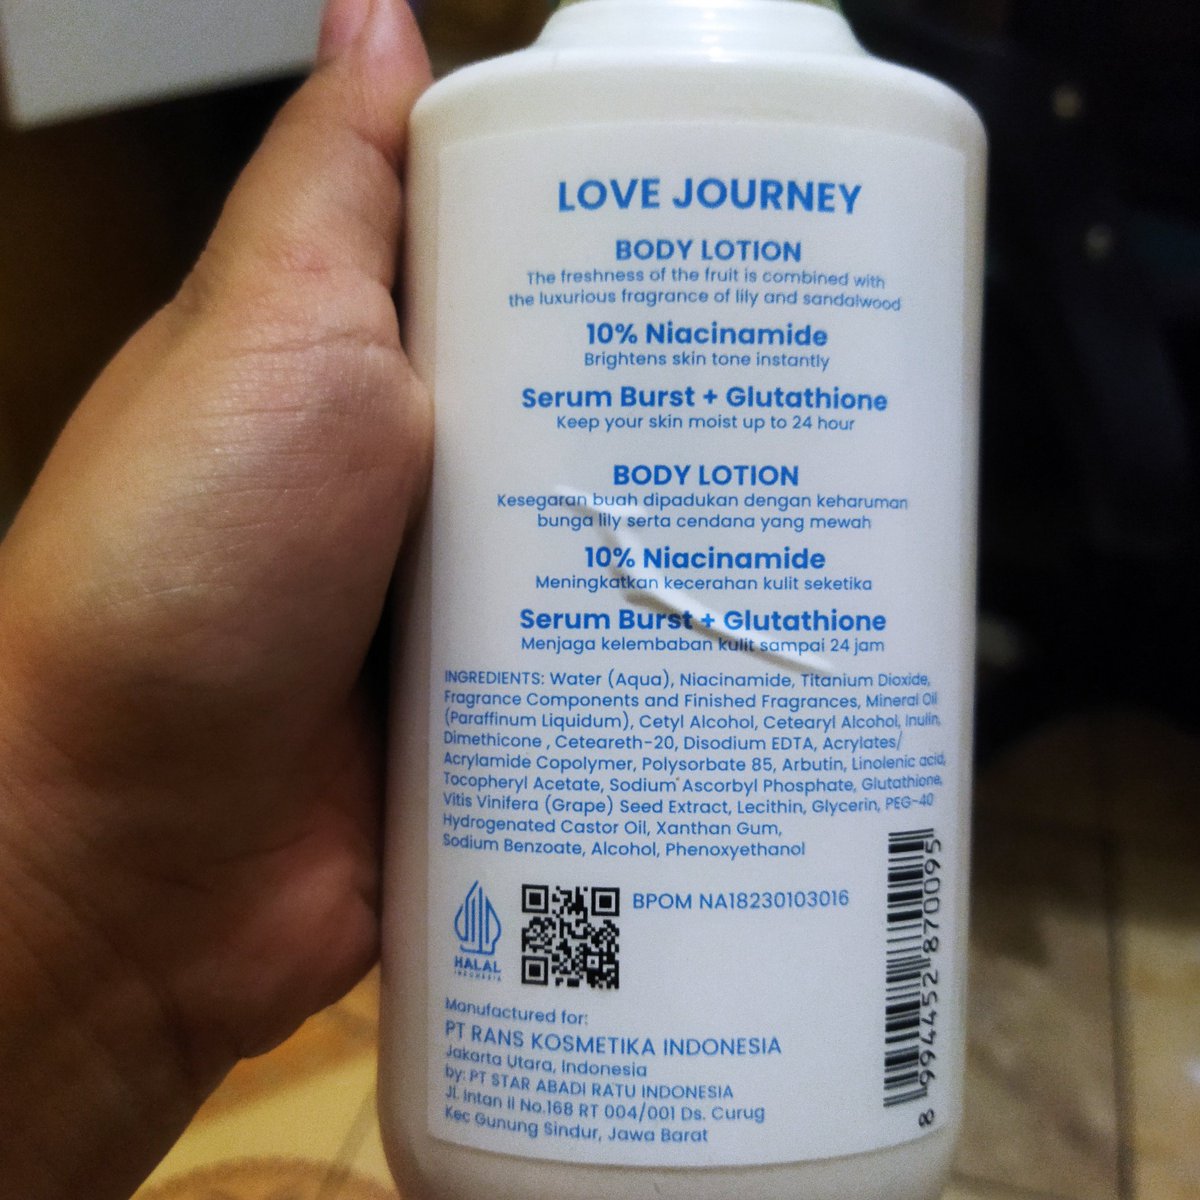 LOVE JOURNEY
BODY LOTION
The freshness of the fruit is combined with
the luxurious fragrance of lily and sandalwood
10% Niacinamide
Brightens skin tone instantly
Serum Burst + Glutathione
Keep your skin moist up to 24 hour
BODY LOTION
Kesegaran buah dipadukan dengan keharuman
bunga lily serta cendana yang mewah
10% Niacinamide
Meningkatkan kecerahan kulit seketika
Serum Burst + Glutathione
Menjaga kelembaban kulit sampai 24 jam
INGREDIENTS: Water (Aqua), Niacinamide, Titanium Dioxide,
Fragrance Components and Finished Fragrances, Mineral Oil
(Paraffinum Liquidum), Cetyl Alcohol, Cetearyl Alcohol, Inulin,
Dimethicone , Ceteareth-20, Disodium EDTA, Acrylates/
Acrylamide Copolymer, Polysorbate 85, Arbutin, Linolenic acid,
Tocopheryl Acetate, Sodium Ascorbyl Phosphate, Glutathione,
Vitis Vinifera (Grape) Seed Extract, Lecithin, Glycerin, PEG-40
Hydrogenated Castor Oil, Xanthan Gum,
Sodium Benzoate, Alcohol, Phenoxyethanol
HALAL
INDONESIA
BPOM NA18230103016
Manufactured for:
PT RANS KOSMETIKA INDONESIA
Jakarta Utara, Indonesia
by: PT STAR ABADI RATU INDONESIA
Jl. Intan II No.168 RT 004/001 Ds. Curug
Kec Gunung Sindur, Jawa Barat
8 994452 870095